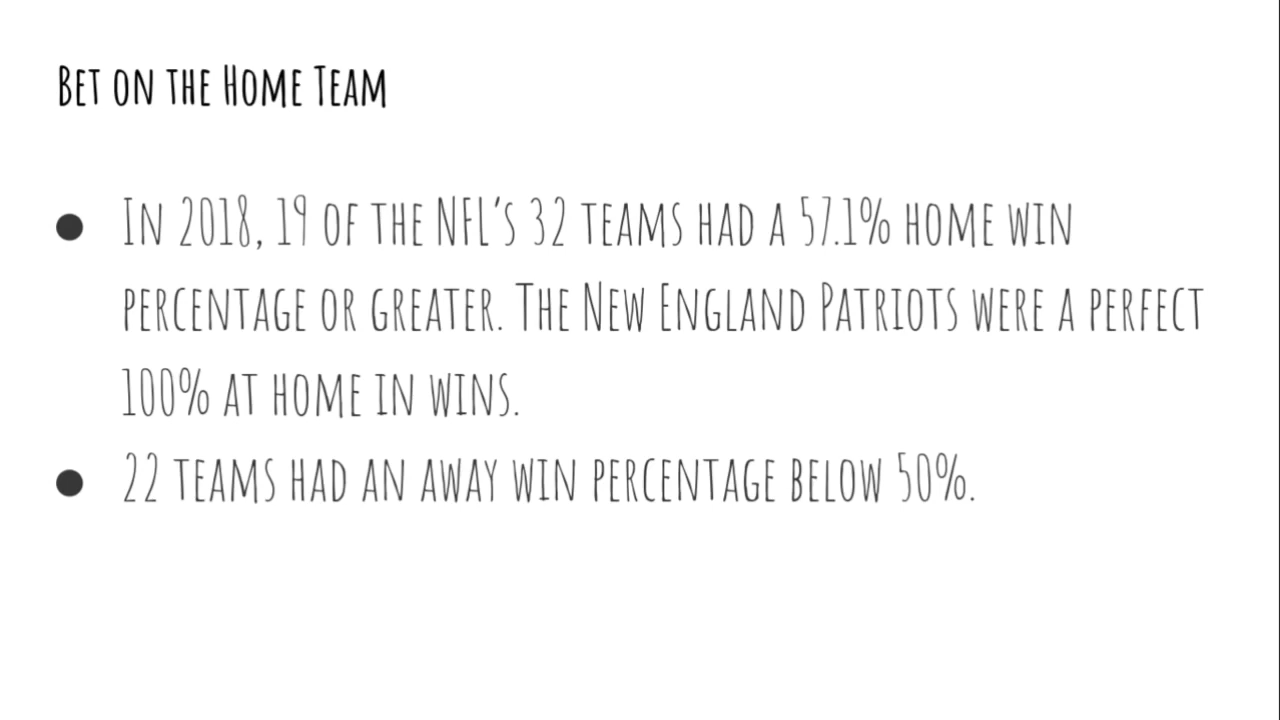 Bet on the Home Team
● In 2018, 19 of the NFL's 32 teams had a 57.1% home win
percentage or greater. The New England Patriots were a perfect
100% at home in wins.
● 22 teams had an away win percentage below 50%.